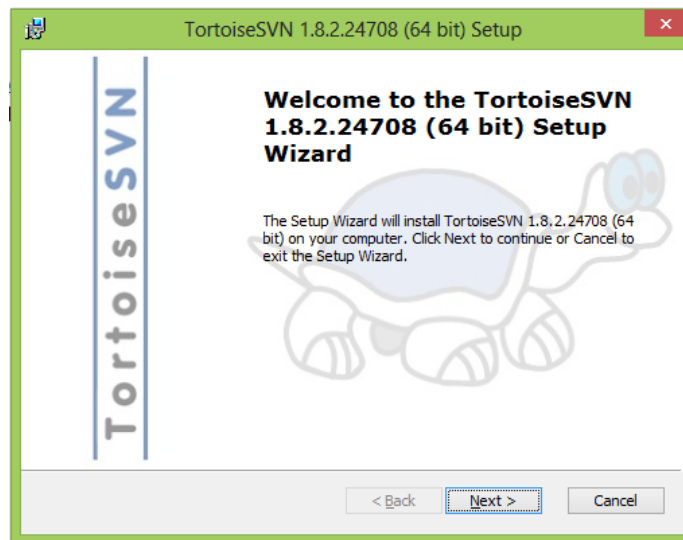 TortoiseSVN 1.8.2.24708 (64 bit) Setup
TortoiseSVN
Welcome to the TortoiseSVN
1.8.2.24708 (64 bit) Setup
Wizard
The Setup Wizard will install TortoiseSVN 1.8.2.24708 (64
bit) on your computer. Click Next to continue or Cancel to
exit the Setup Wizard.
< Back Next > Cancel